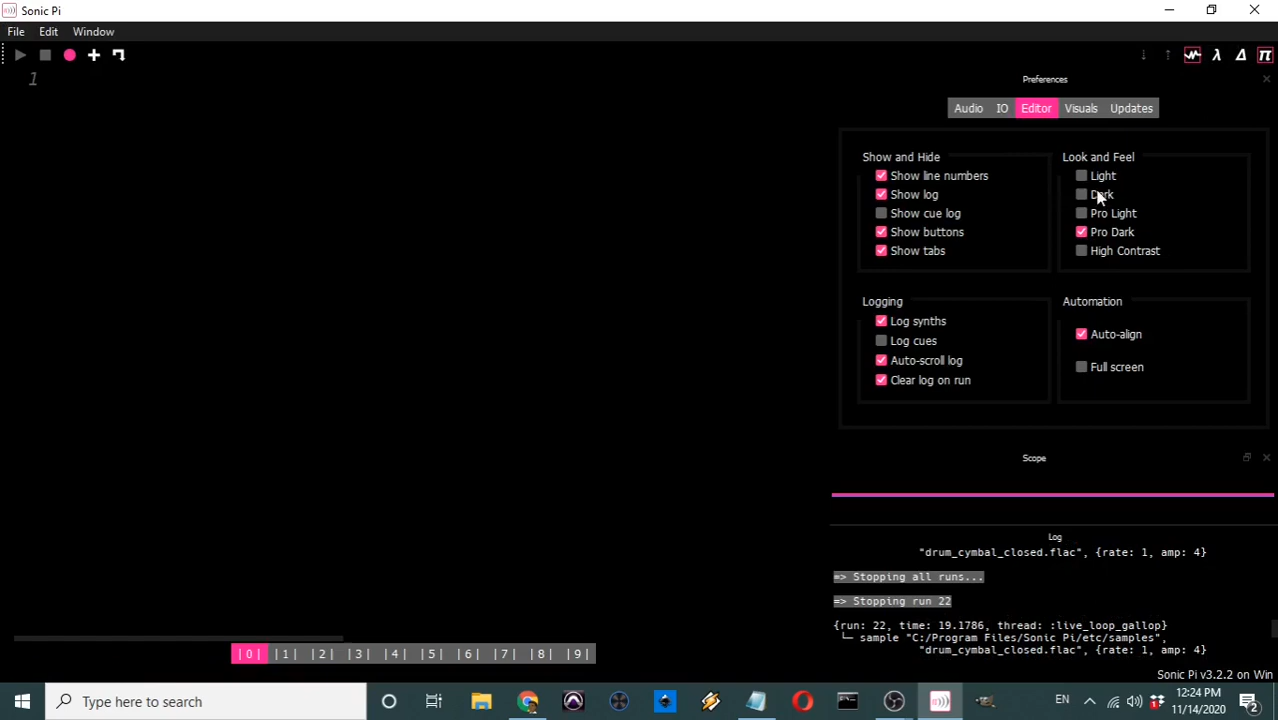 Sonic Pi
File Edit Window
1
Preferences
Audio IO Editor Visuals Updates
Show and Hide
Show line numbers
Show log
Show cue log
Show buttons
Show tabs
Look and Feel
Light
Dark
Pro Light
Pro Dark
High Contrast
Logging
Log synths
Log cues
Auto-scroll log
Clear log on run
Automation
Auto-align
Full screen
Scope
Log
"drum_cymbal_closed.flac", {rate: 1, amp: 4}
=> Stopping all runs...
=> Stopping run 22
{run: 22, time: 19.1786, thread: :live_loop_gallop}
└─ sample "C:/Program Files/Sonic Pi/etc/samples",
"drum_cymbal_closed.flac", {rate: 1, amp: 4}
|0| |1| |2| |3| |4| |5| |6| |7| |8| |9|
Sonic Pi v3.2.2 on Win
Type here to search
EN
12:24 PM
11/14/2020
2